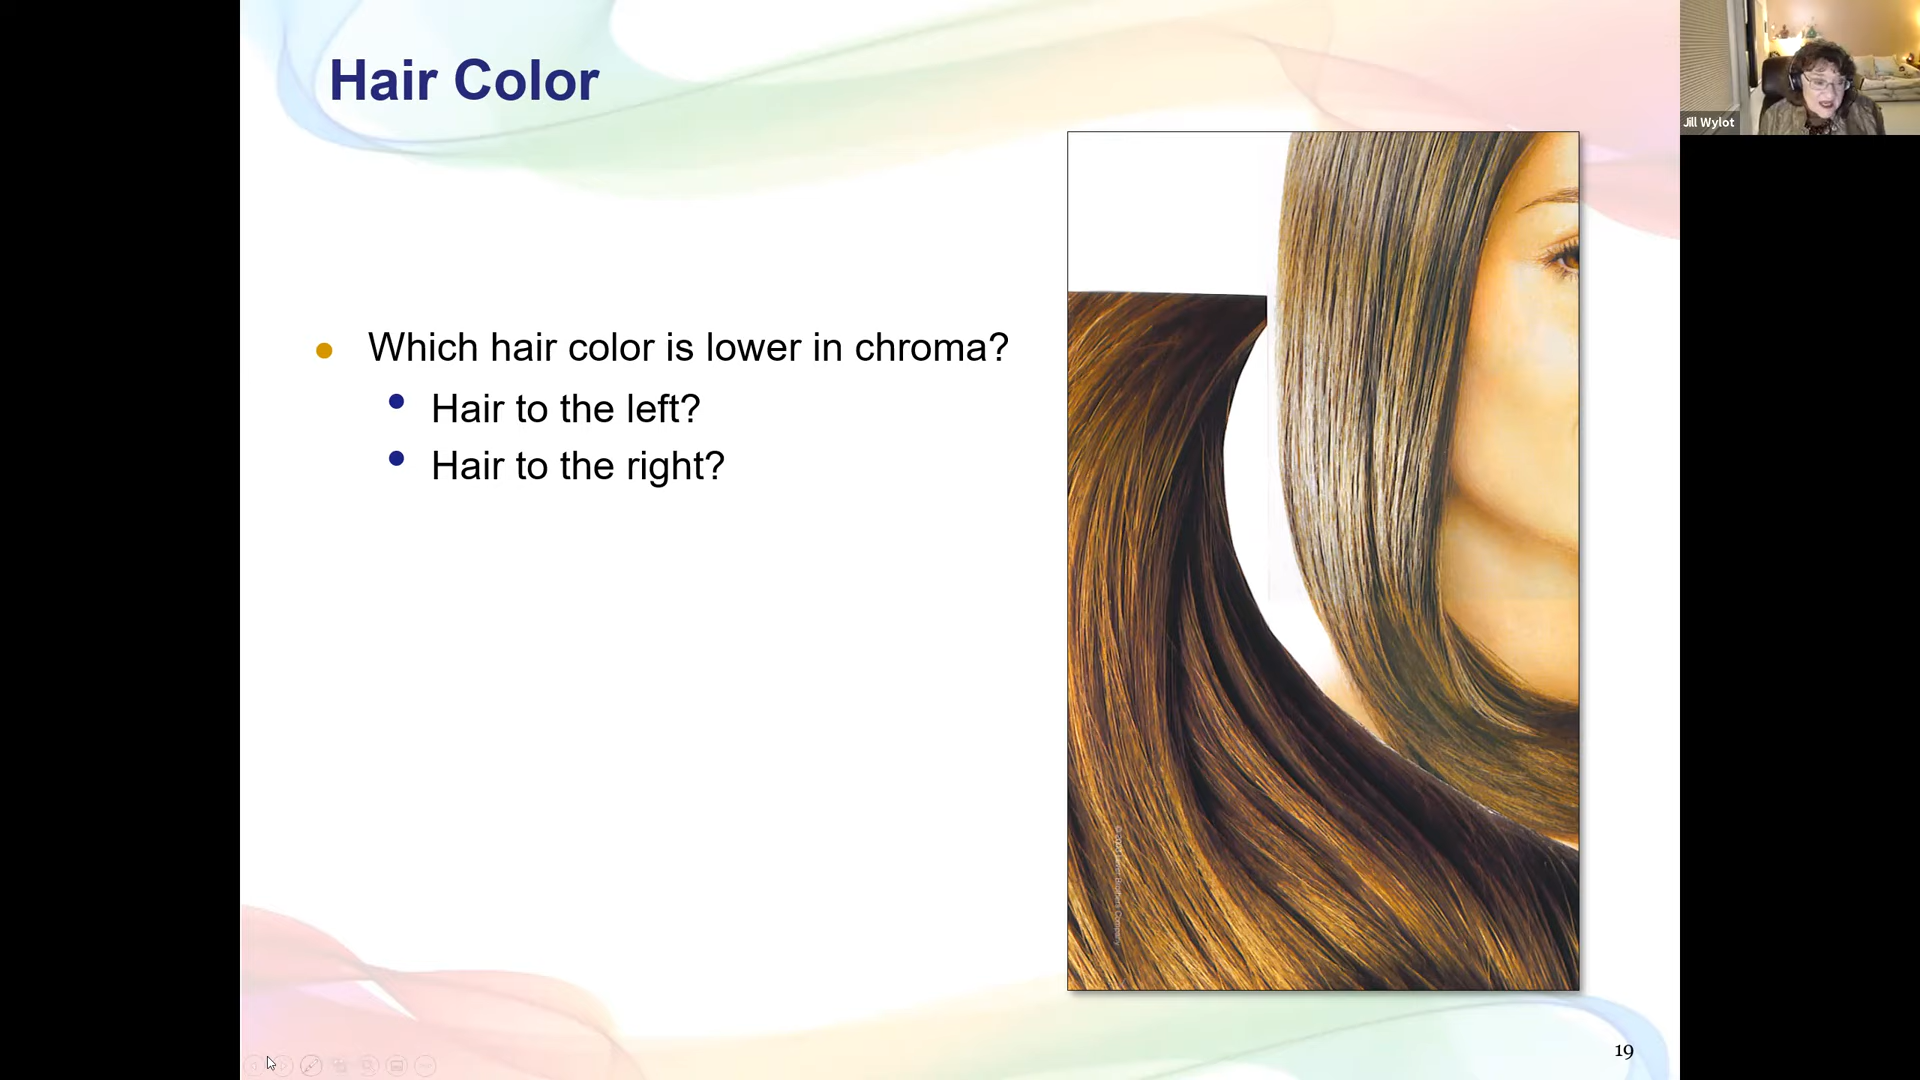 Hair Color
Jill Wylot
Which hair color is lower in chroma?
Hair to the left?
Hair to the right?
19